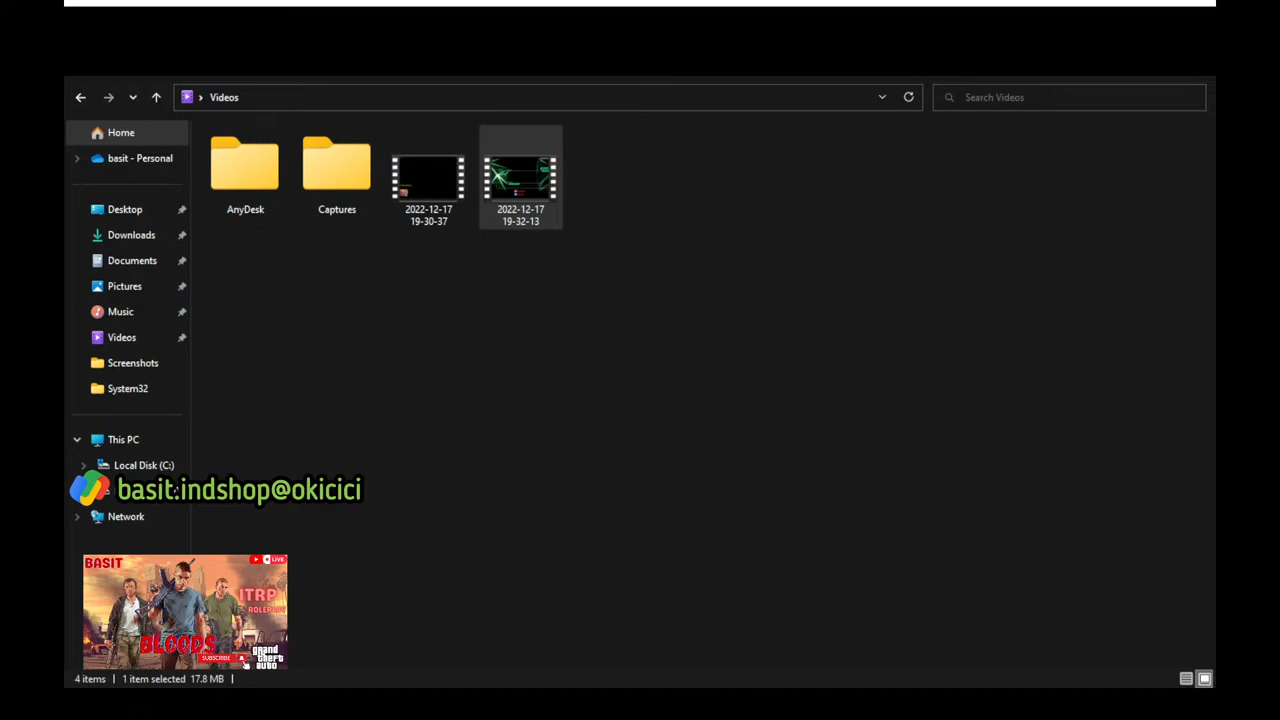 Videos
Search Videos
Home
basit - Personal
Desktop
Downloads
Documents
Pictures
Music
Videos
Screenshots
System32
This PC
Local Disk (C:)
Network
AnyDesk
Captures
2022-12-17
19-30-37
2022-12-17
19-32-13
basit.indshop@okicici
BASIT
LIVE
ITRP
BLOODS
SUBSCRIBE
grand
theft
auto
4 items
1 item selected 17.8 MB